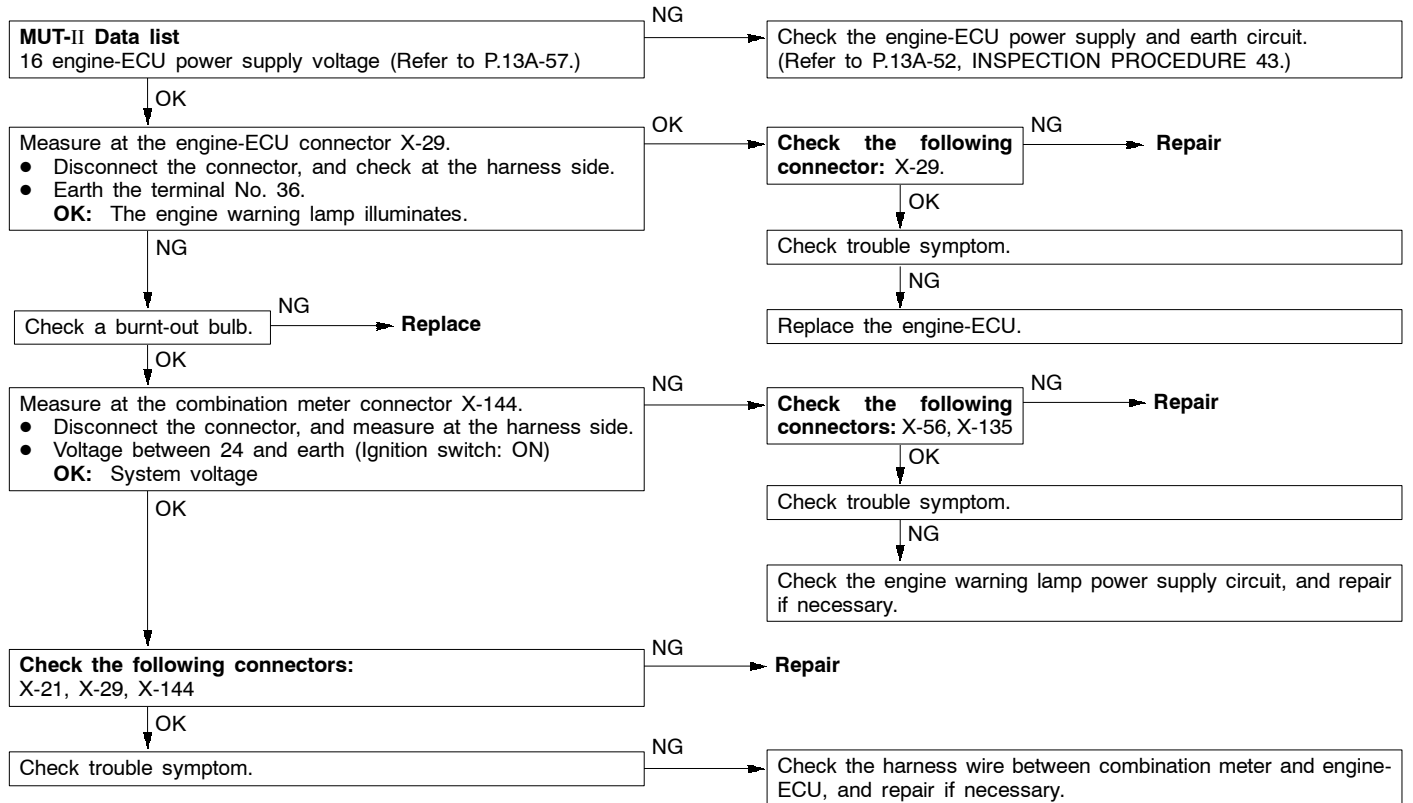 MUT-II Data list
16 engine-ECU power supply voltage (Refer to P.13A-57.)
NG
Check the engine-ECU power supply and earth circuit.
(Refer to P.13A-52, INSPECTION PROCEDURE 43.)
OK
Measure at the engine-ECU connector X-29.
● Disconnect the connector, and check at the harness side.
● Earth the terminal No. 36.
OK: The engine warning lamp illuminates.
OK
Check the following
connector: X-29.
NG
Repair
OK
Check trouble symptom.
NG
Replace the engine-ECU.
NG
Check a burnt-out bulb.
NG
Replace
OK
Measure at the combination meter connector X-144.
● Disconnect the connector, and measure at the harness side.
● Voltage between 24 and earth (Ignition switch: ON)
OK: System voltage
NG
Check the following
connectors: X-56, X-135
NG
Repair
OK
Check trouble symptom.
NG
Check the engine warning lamp power supply circuit, and repair
if necessary.
OK
Check the following connectors:
X-21, X-29, X-144
NG
Repair
OK
Check trouble symptom.
NG
Check the harness wire between combination meter and engine-
ECU, and repair if necessary.